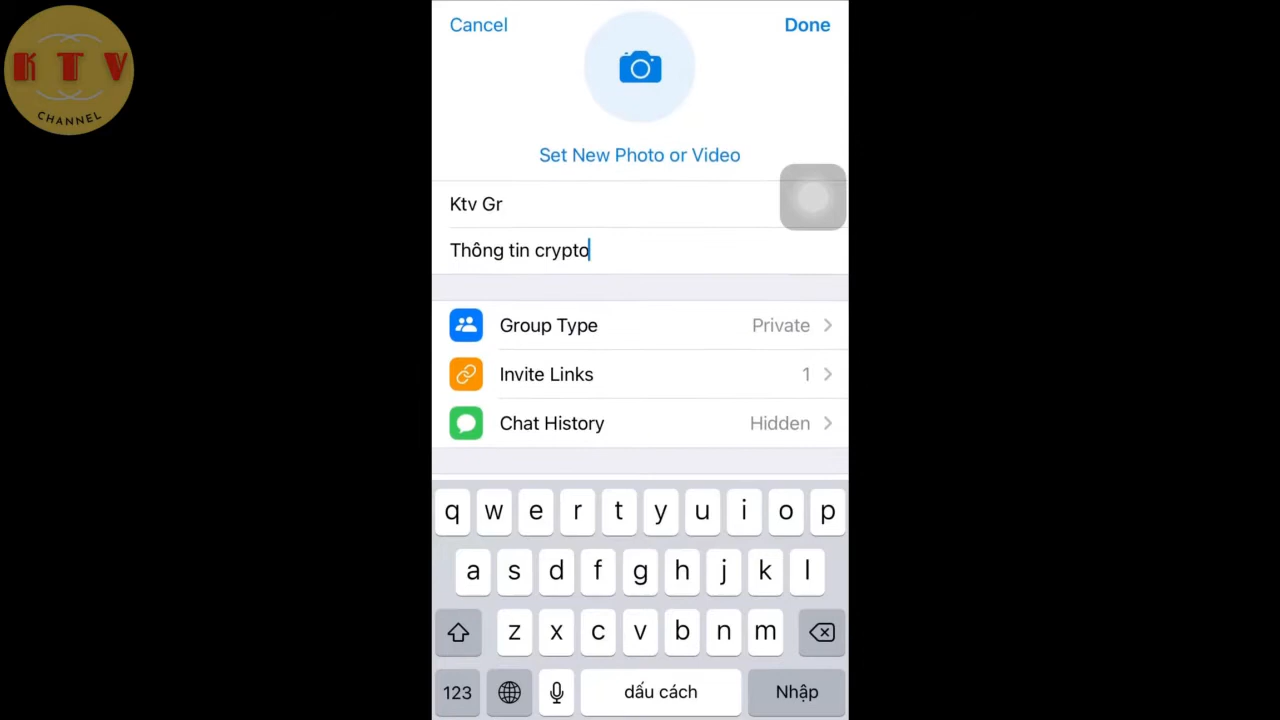 K T V
CHANNEL
Cancel
Done
Set New Photo or Video
Ktv Gr
Thông tin crypto
Group Type Private
Invite Links 1
Chat History Hidden
q w e r t y u i o p
a s d f g h j k l
z x c v b n m
123 dấu cách Nhập